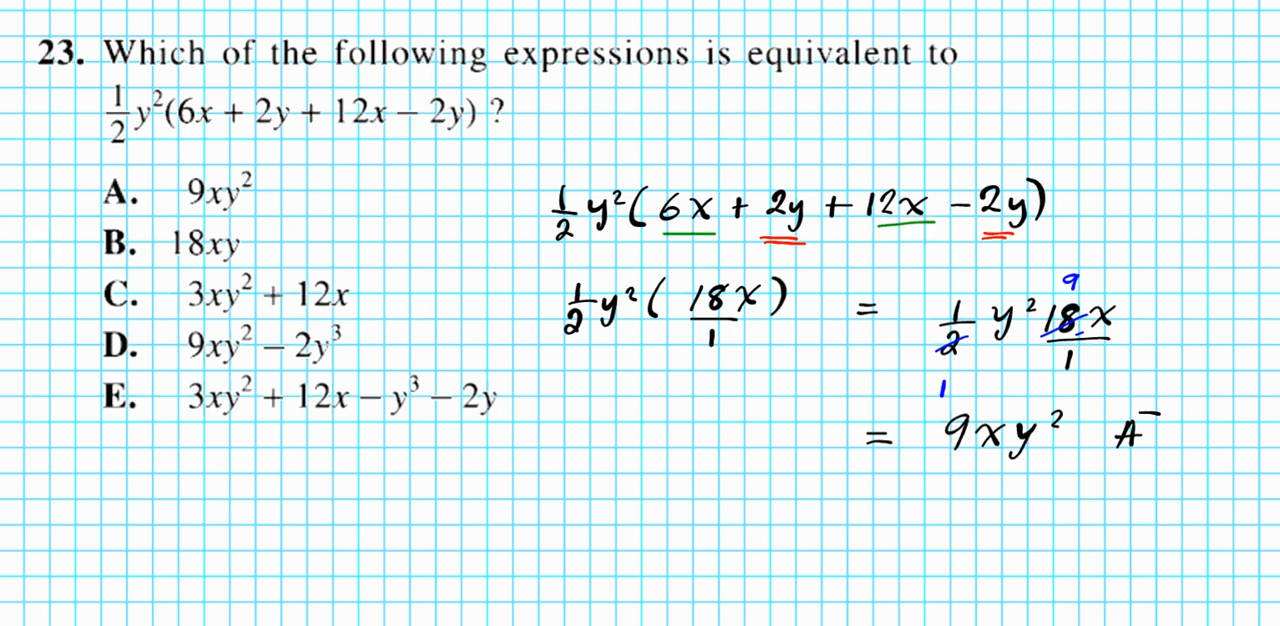 23. Which of the following expressions is equivalent to
1/2 y²(6x + 2y + 12x − 2y) ?
A. 9xy²
B. 18xy
C. 3xy² + 12x
D. 9xy² − 2y³
E. 3xy² + 12x − y³ − 2y
1/2 y²(6x + 2y + 12x − 2y)
1/2 y²(18x/1) = 1/2 y² 18x/1
9
1
= 9xy² A